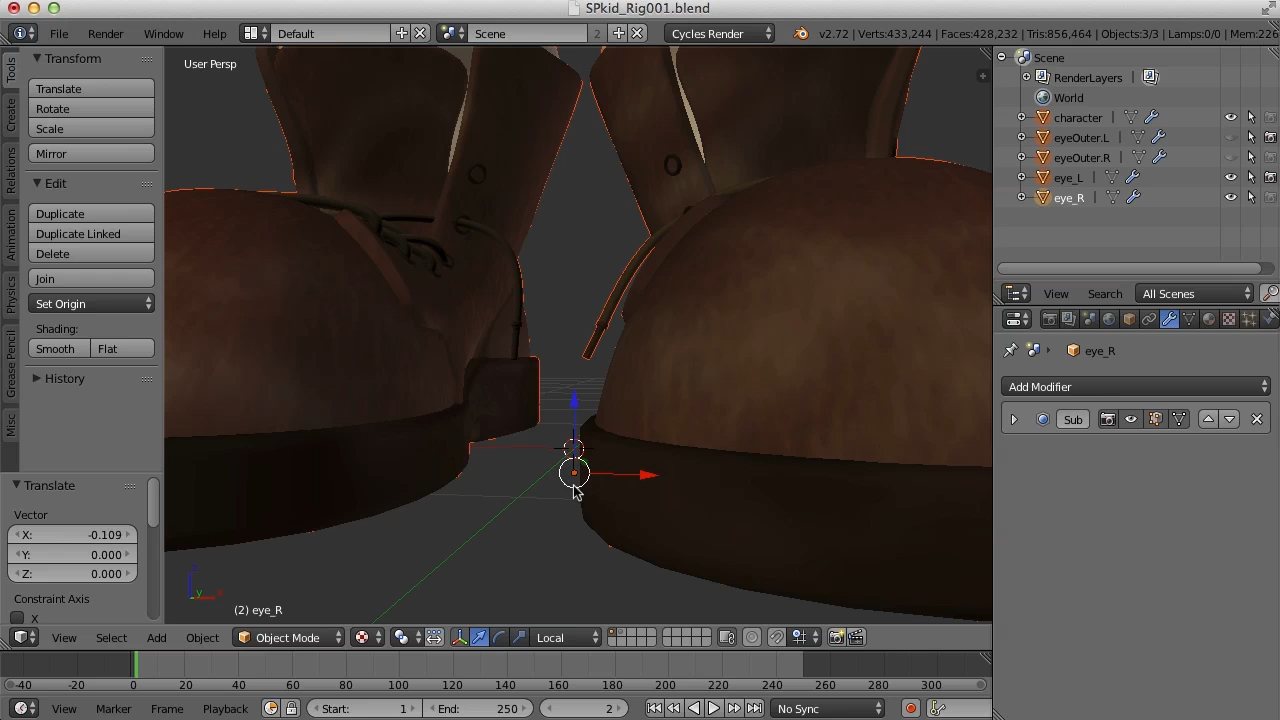 SPkid_Rig001.blend
File Render Window Help Default Scene 2 Cycles Render v2.72 | Verts:433,244 | Faces:428,232 | Tris:856,464 | Objects:3/3 | Lamps:0/0 | Mem:226
Tools
Create
Relations
Animation
Physics
Grease Pencil
Misc
Transform
Translate
Rotate
Scale
Mirror
Edit
Duplicate
Duplicate Linked
Delete
Join
Set Origin
Shading:
Smooth Flat
History
Translate
Vector
X: -0.109
Y: 0.000
Z: 0.000
Constraint Axis
X
User Persp
z
y x
(2) eye_R
View Select Add Object Object Mode Local
-40 -20 0 20 40 60 80 100 120 140 160 180 200 220 240 260 280 300
View Marker Frame Playback Start: 1 End: 250 2 No Sync
Scene
RenderLayers |
World
character |
eyeOuter.L |
eyeOuter.R |
eye_L |
eye_R |
View Search All Scenes
eye_R
Add Modifier
Sub